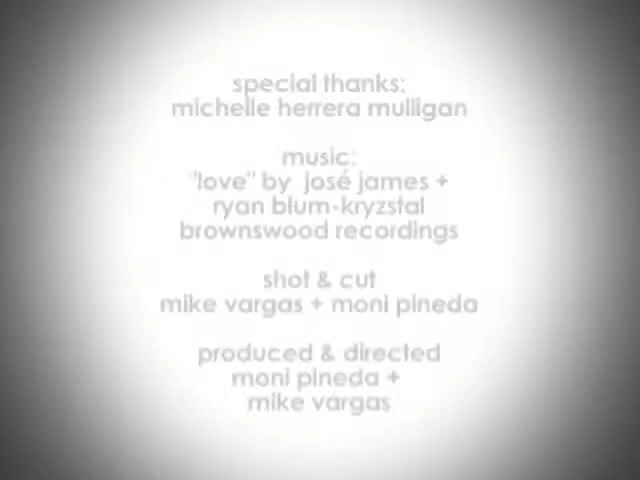 special thanks:
michelle herrera mulligan
music:
"love" by josé james +
ryan blum-kryzstal
brownswood recordings
shot & cut
mike vargas + moni pineda
produced & directed
moni pineda +
mike vargas